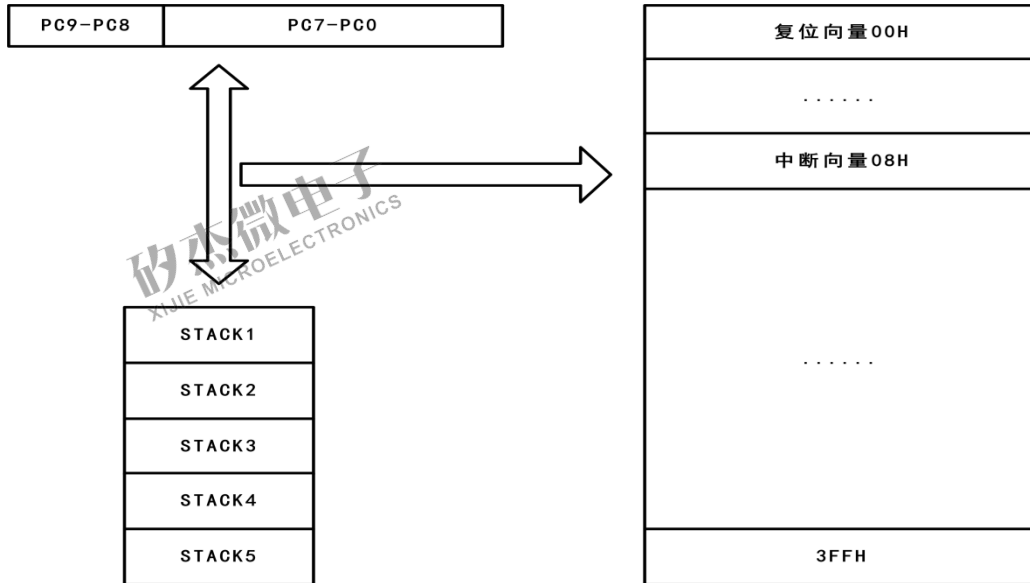 PC9-PC8
PC7-PC0
复位向量00H
......
中断向量08H
矽杰微电子
XIJIE MICROELECTRONICS
STACK1
STACK2
STACK3
STACK4
STACK5
......
3FFH